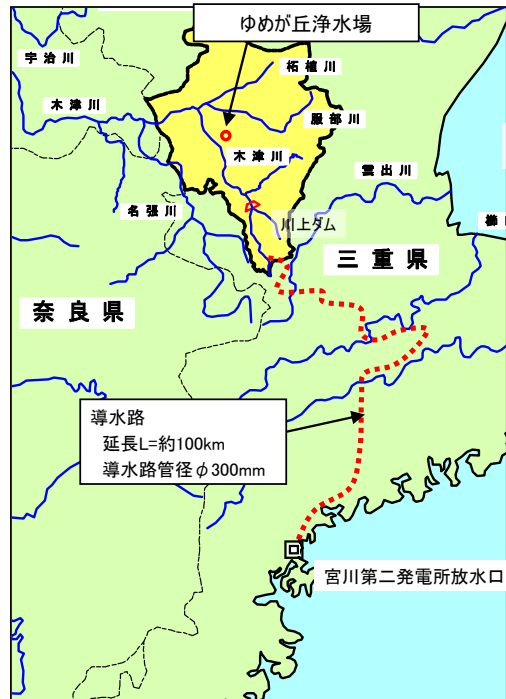 ゆめが丘浄水場
宇治川
柘植川
木津川
服部川
木津川
雲出川
名張川
川上ダム
櫛
三重県
奈良県
導水路
延長L=約100km
導水路管径φ300mm
宮川第二発電所放水口